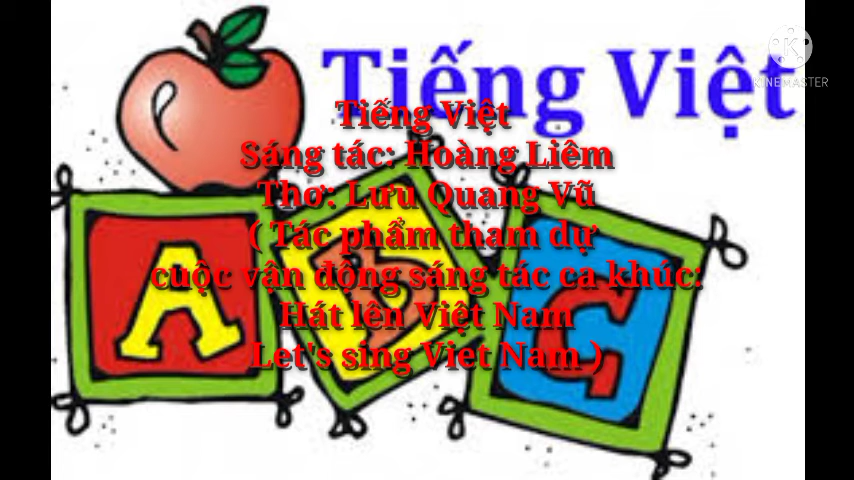 Tiếng Việt
KINEMASTER
Tiếng Việt
Sáng tác: Hoàng Liêm
Thơ: Lưu Quang Vũ
( Tác phẩm tham dự
cuộc vận động sáng tác ca khúc:
Hát lên Việt Nam
Let's sing Viet Nam )
A B C